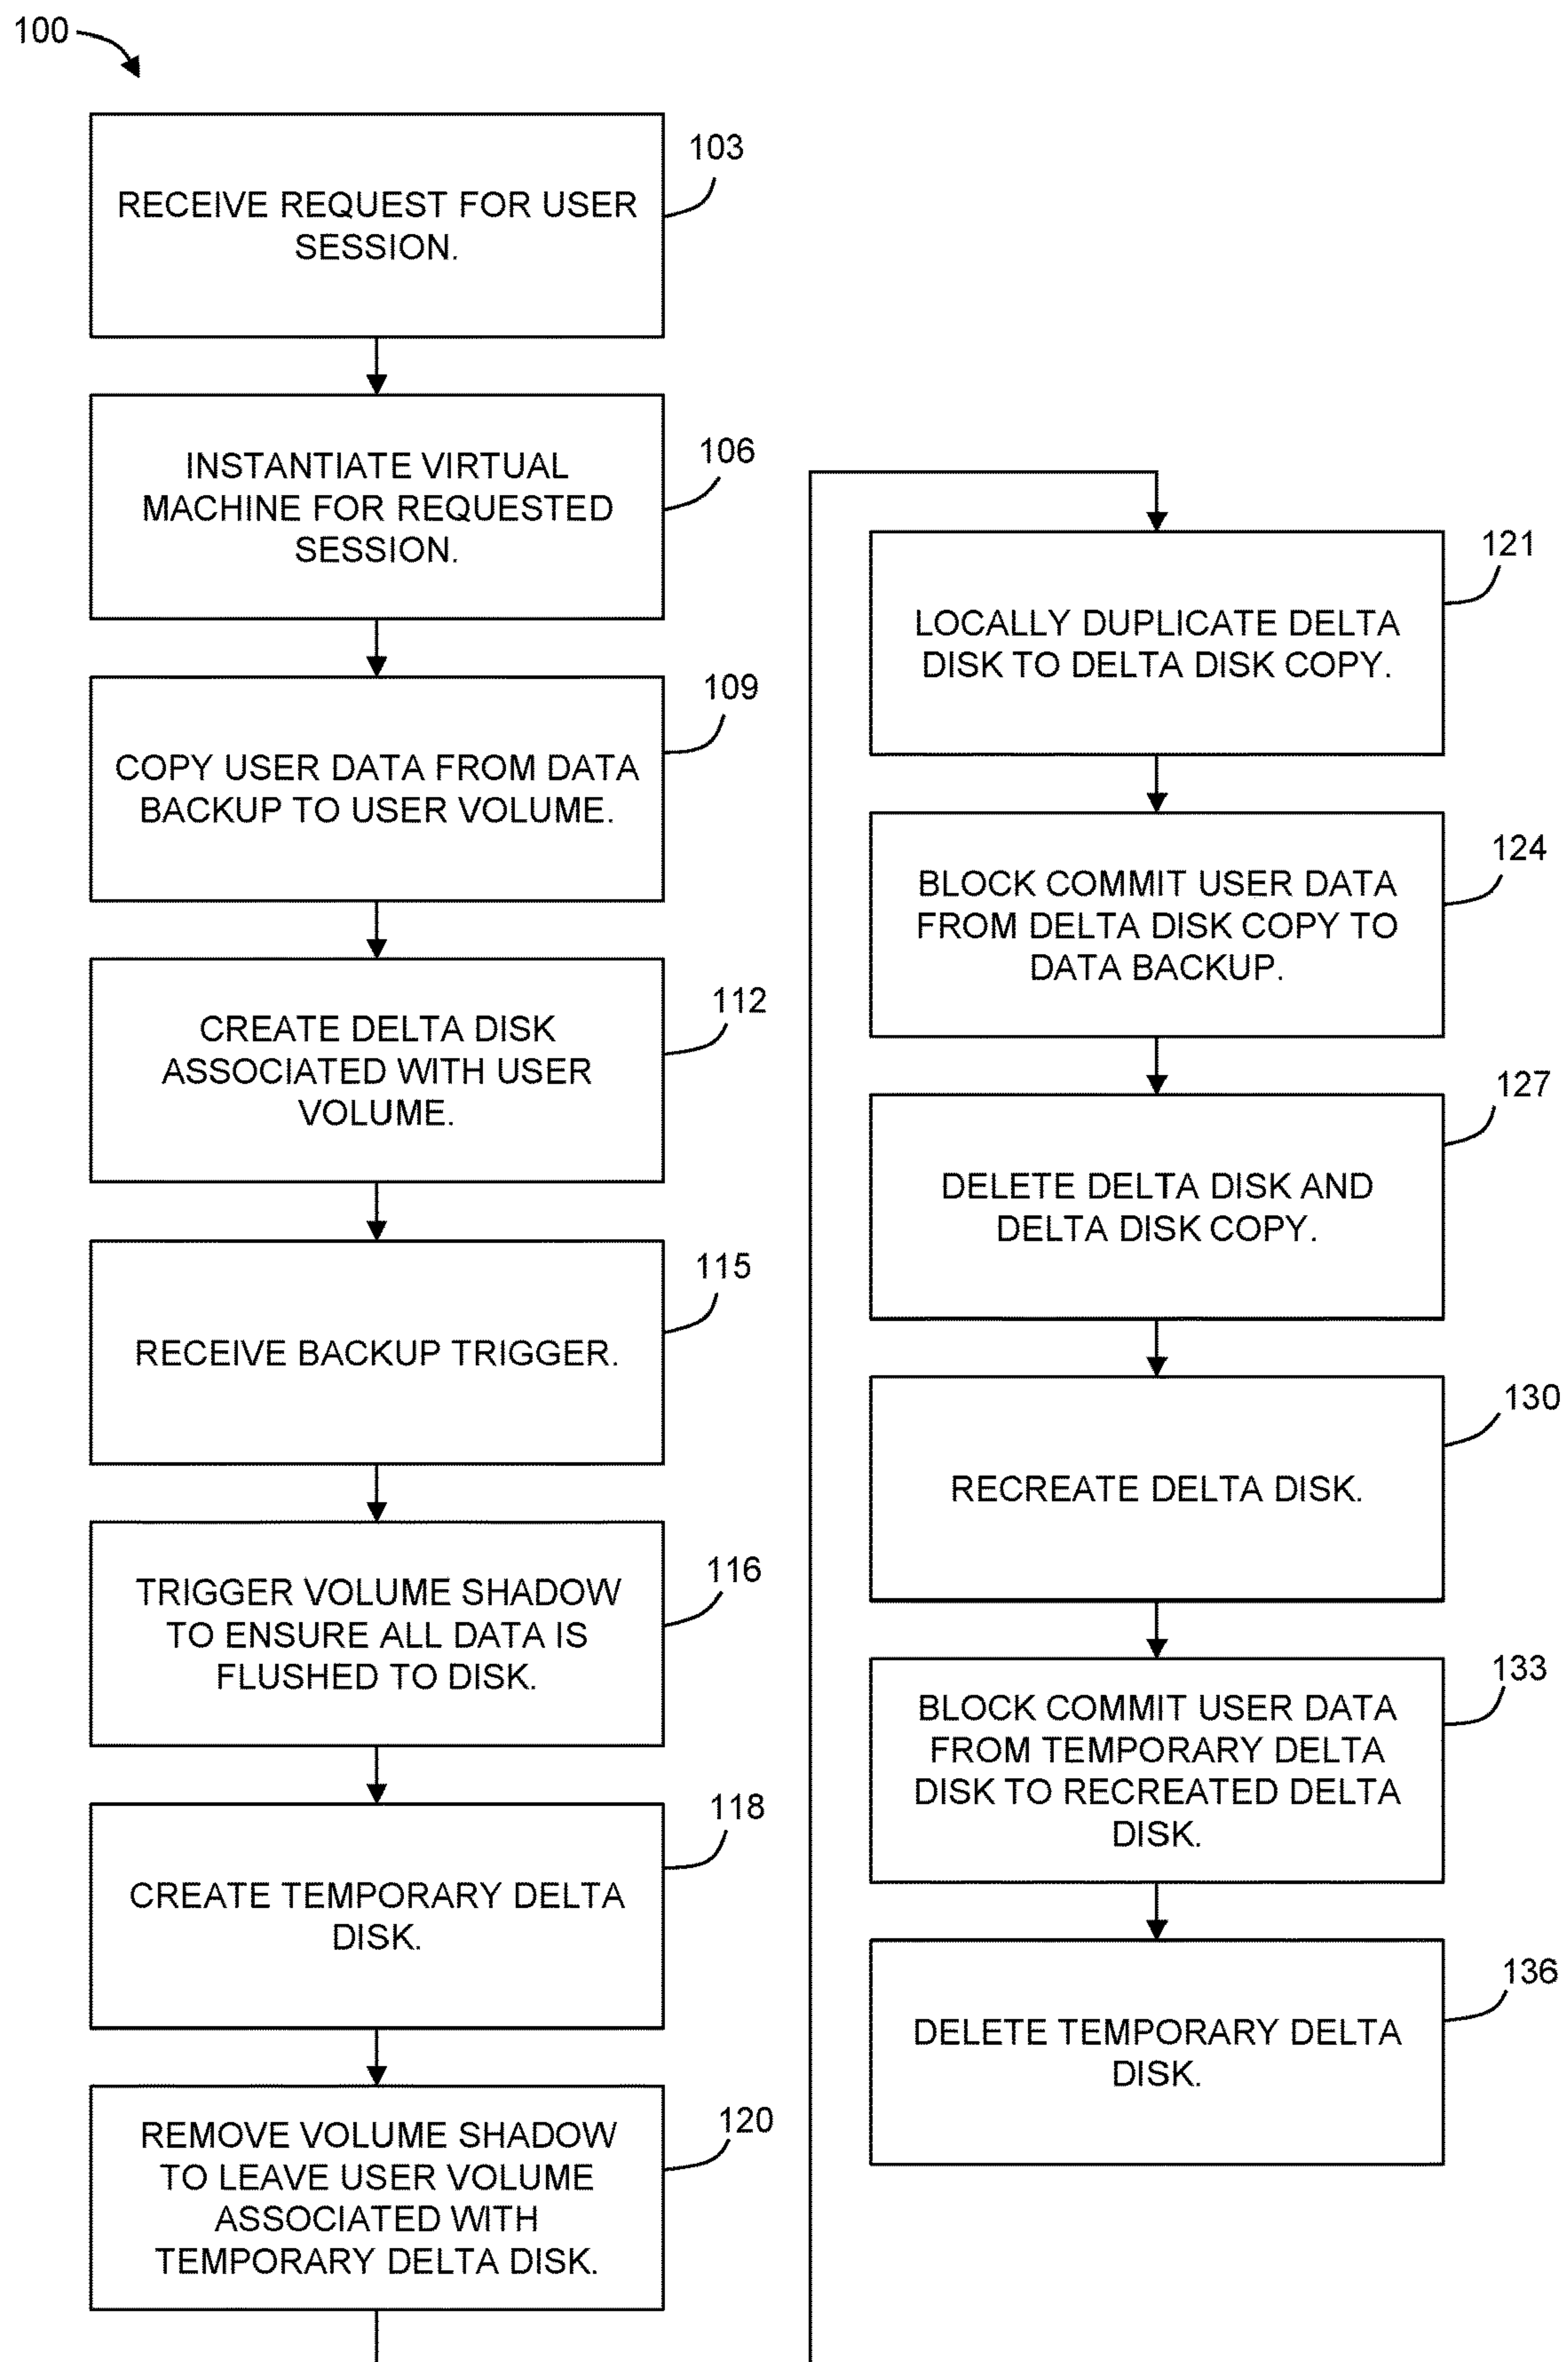 100
103
RECEIVE REQUEST FOR USER
SESSION.
106
INSTANTIATE VIRTUAL
MACHINE FOR REQUESTED
SESSION.
109
COPY USER DATA FROM DATA
BACKUP TO USER VOLUME.
112
CREATE DELTA DISK
ASSOCIATED WITH USER
VOLUME.
115
RECEIVE BACKUP TRIGGER.
116
TRIGGER VOLUME SHADOW
TO ENSURE ALL DATA IS
FLUSHED TO DISK.
118
CREATE TEMPORARY DELTA
DISK.
120
REMOVE VOLUME SHADOW
TO LEAVE USER VOLUME
ASSOCIATED WITH
TEMPORARY DELTA DISK.
121
LOCALLY DUPLICATE DELTA
DISK TO DELTA DISK COPY.
124
BLOCK COMMIT USER DATA
FROM DELTA DISK COPY TO
DATA BACKUP.
127
DELETE DELTA DISK AND
DELTA DISK COPY.
130
RECREATE DELTA DISK.
133
BLOCK COMMIT USER DATA
FROM TEMPORARY DELTA
DISK TO RECREATED DELTA
DISK.
136
DELETE TEMPORARY DELTA
DISK.